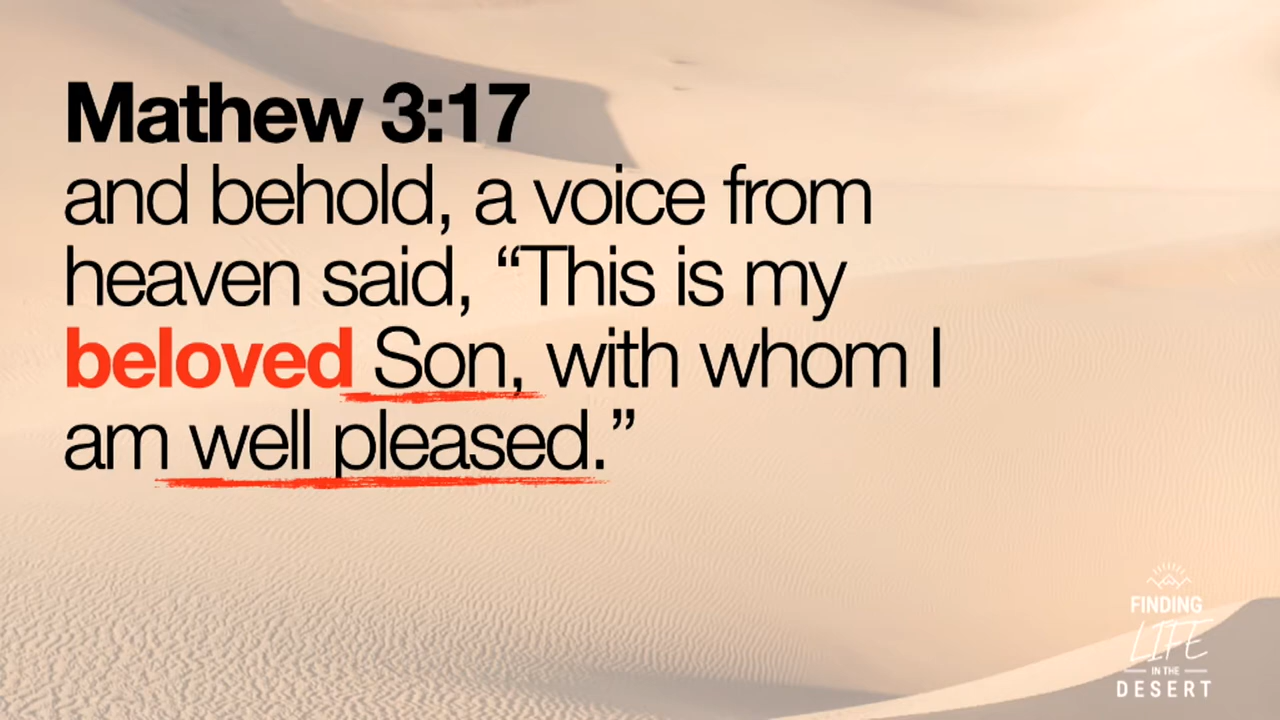 Mathew 3:17
and behold, a voice from
heaven said, “This is my
beloved Son, with whom I
am well pleased.”
FINDING
LIFE
IN THE
DESERT